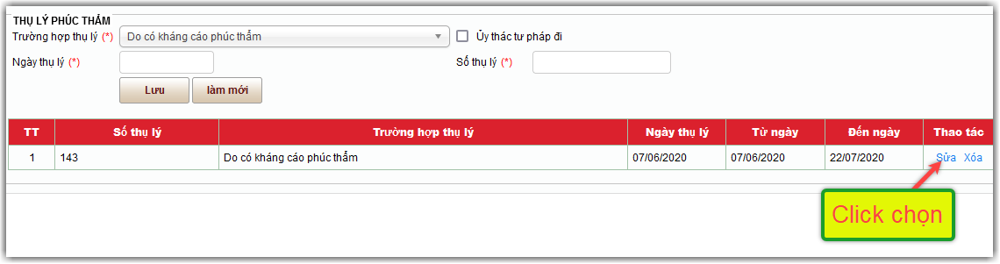 THỤ LÝ PHÚC THẨM
Trường hợp thụ lý (*) Do có kháng cáo phúc thẩm Ủy thác tư pháp đi
Ngày thụ lý (*) Số thụ lý (*)
Lưu làm mới
TT Số thụ lý Trường hợp thụ lý Ngày thụ lý Từ ngày Đến ngày Thao tác
1 143 Do có kháng cáo phúc thẩm 07/06/2020 07/06/2020 22/07/2020 Sửa Xóa
Click chọn